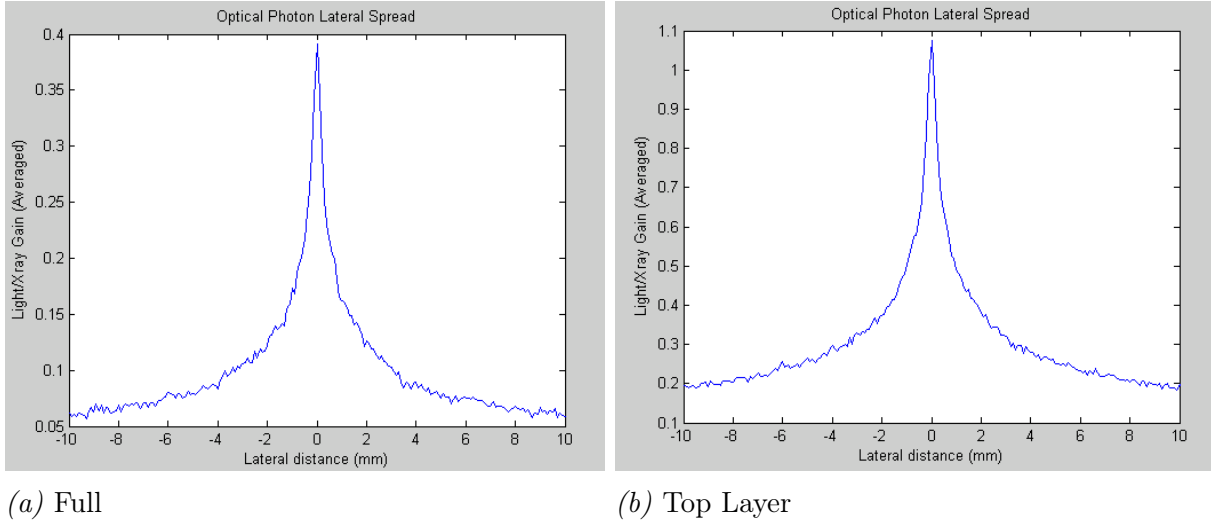 Optical Photon Lateral Spread
0.4
0.35
0.3
0.25
0.2
0.15
0.1
0.05
-10 -8 -6 -4 -2 0 2 4 6 8 10
Light/Xray Gain (Averaged)
Lateral distance (mm)
(a) Full
Optical Photon Lateral Spread
1.1
1
0.9
0.8
0.7
0.6
0.5
0.4
0.3
0.2
0.1
-10 -8 -6 -4 -2 0 2 4 6 8 10
Light/Xray Gain (Averaged)
Lateral distance (mm)
(b) Top Layer